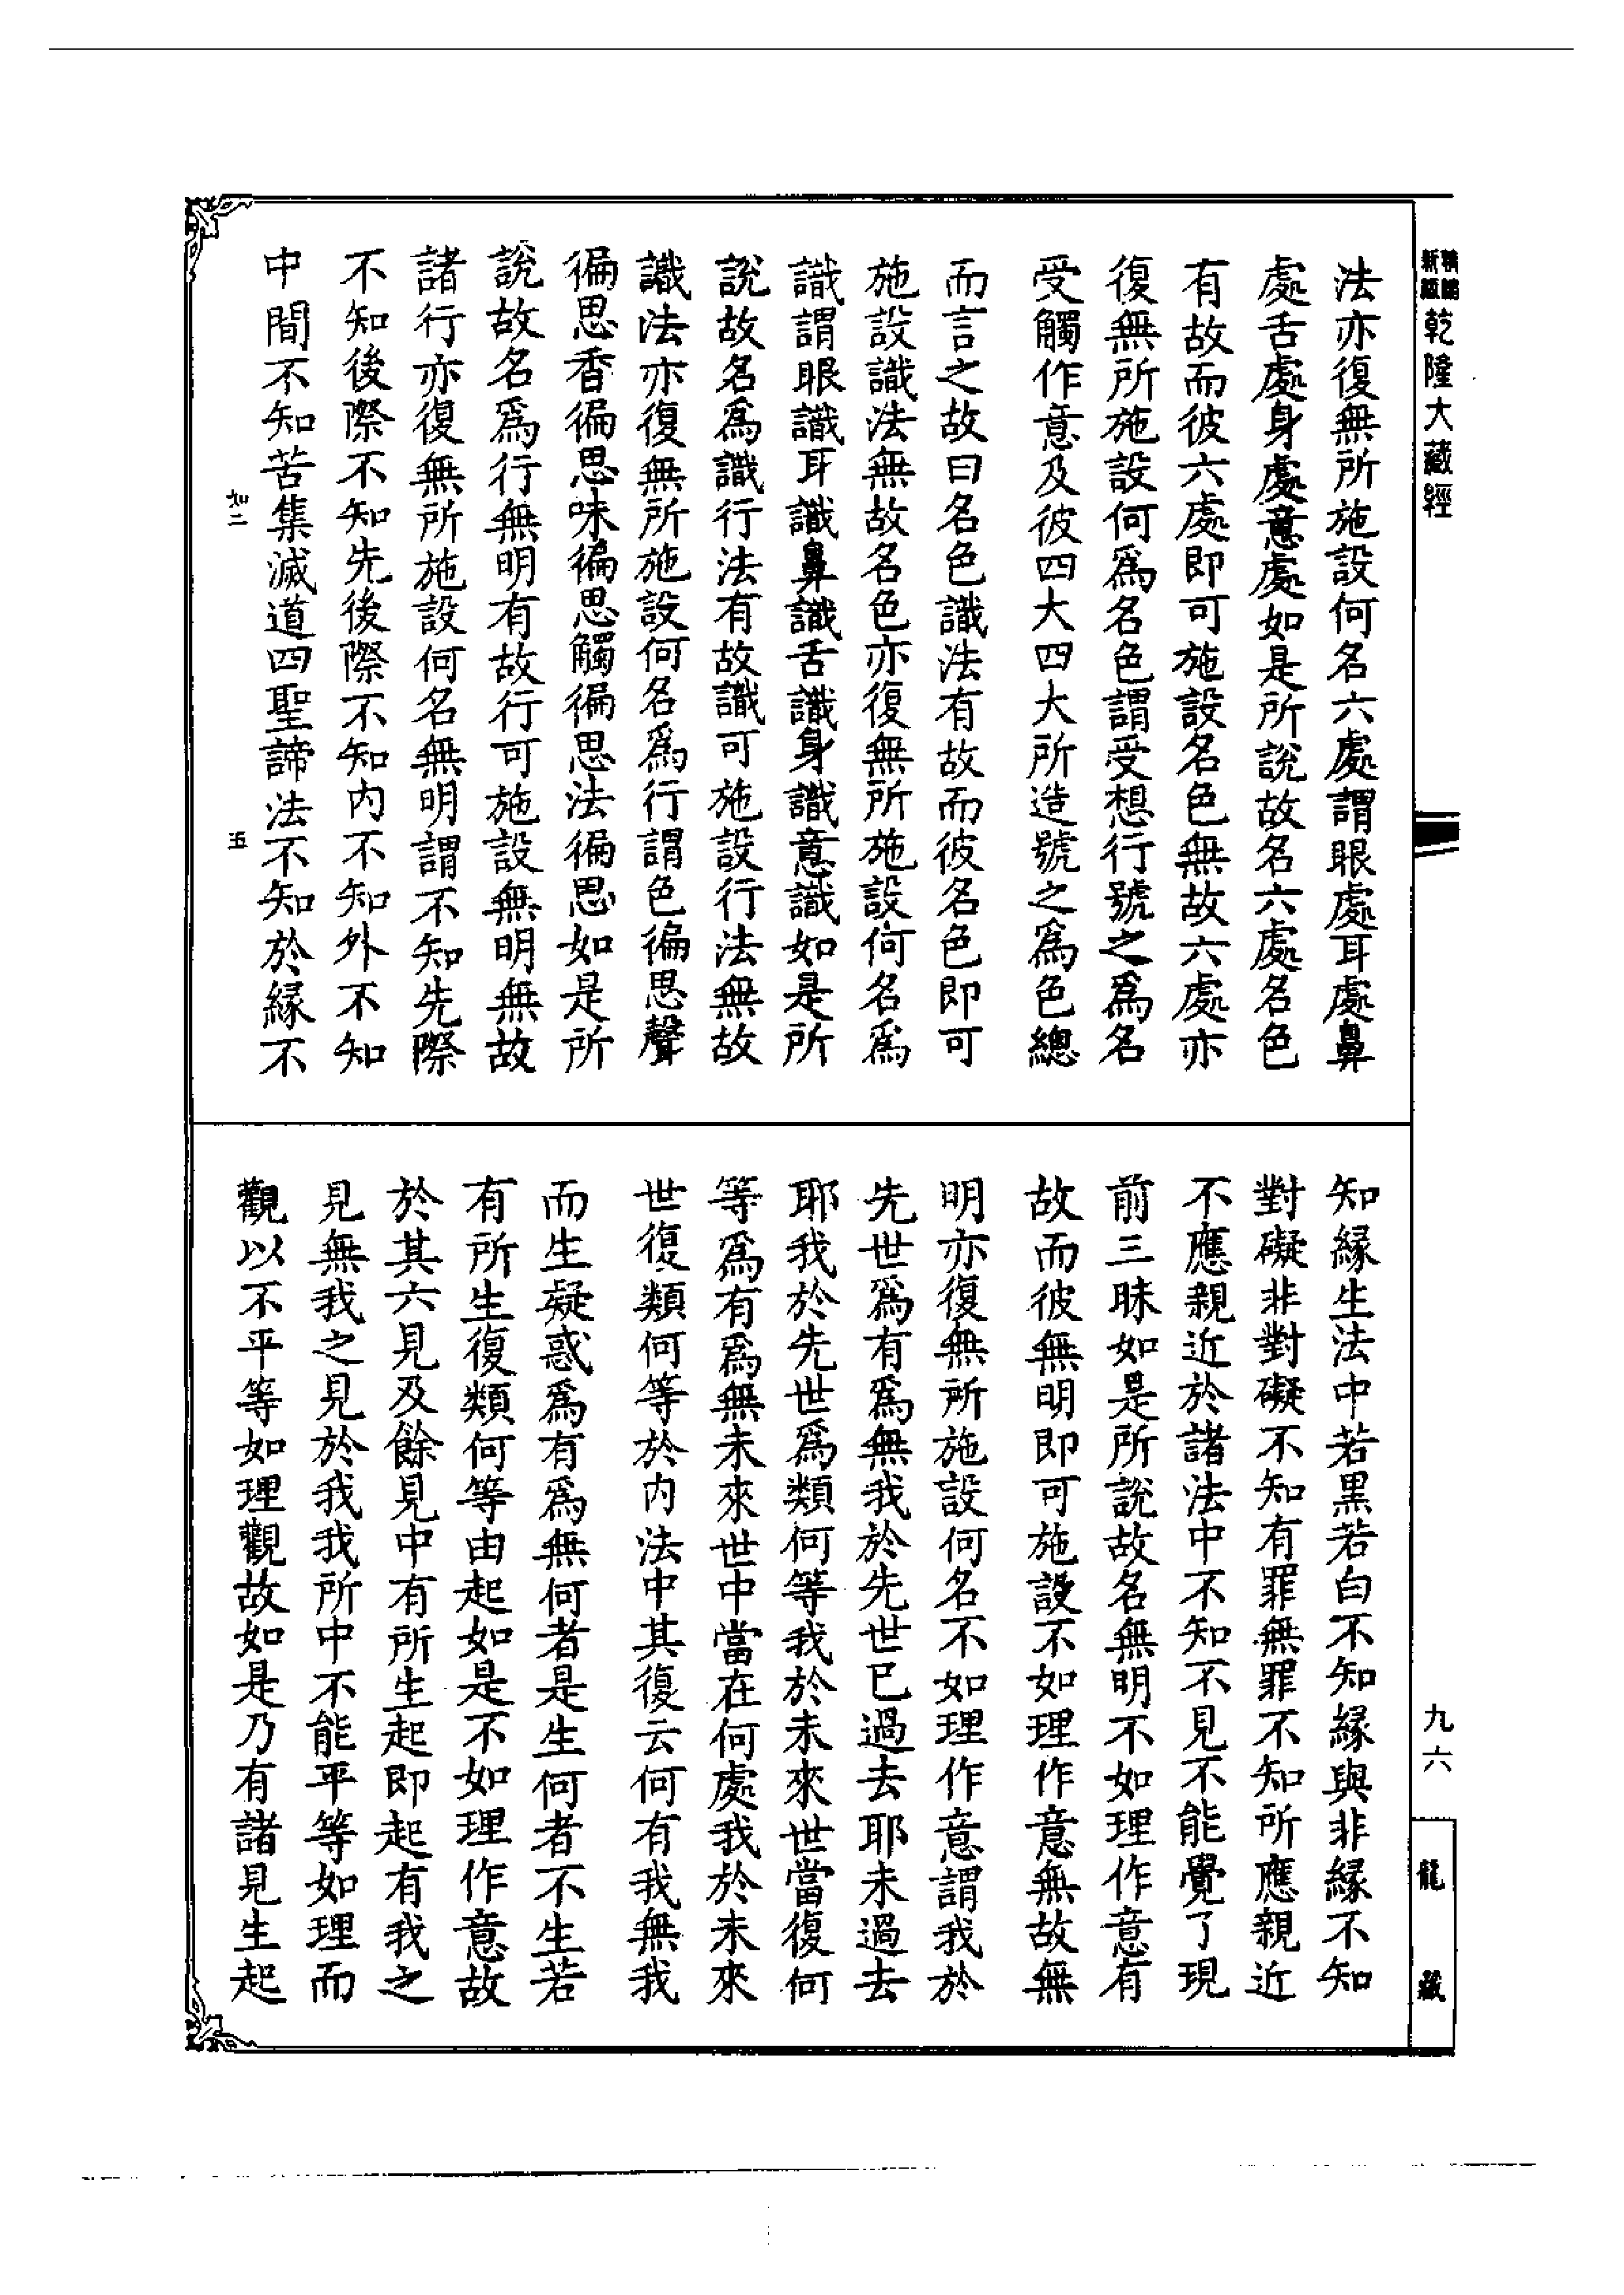 新編縮編乾隆大藏經
法亦復無所施設何名六處謂眼處耳處鼻
處舌處身處意處如是所說故名六處名色
有故而彼六處即可施設名色無故六處亦
復無所施設何爲名色謂受想行號之爲名
受觸作意及彼四大四大所造號之爲色總
而言之故曰名色識法有故而彼名色即可
施設識法無故名色亦復無所施設何名爲
識謂眼識耳識鼻識舌識身識意識如是所
說故名爲識行法有故識可施設行法無故
識法亦復無所施設何名爲行謂色徧思聲
徧思香徧思味徧思觸徧思法徧思如是所
說故名爲行無明有故行可施設無明無故
諸行亦復無所施設何名無明謂不知先際
不知後際不知先後際不知内不知外不知
中間不知苦集滅道四聖諦法不知於緣不
如二 五
知緣生法中若黑若白不知緣與非緣不知
對礙非對礙不知有罪無罪不知所應親近
不應親近於諸法中不知不見不能覺了現
前三昧如是所說故名無明不如理作意有
故而彼無明即可施設不如理作意無故無
明亦復無所施設何名不如理作意謂我於
先世爲有爲無我於先世已過去耶未過去
耶我於先世爲類何等我於未來世當復何
等爲有爲無未來世中當在何處我於未來
世復類何等於内法中其復云何有我無我
而生疑惑爲有爲無何者是生何者不生若
有所生復類何等由起如是不如理作意故
於其六見及餘見中有所生起即起有我之
見無我之見於我我所中不能平等如理而
觀以不平等如理觀故如是乃有諸見生起
九六
龍藏